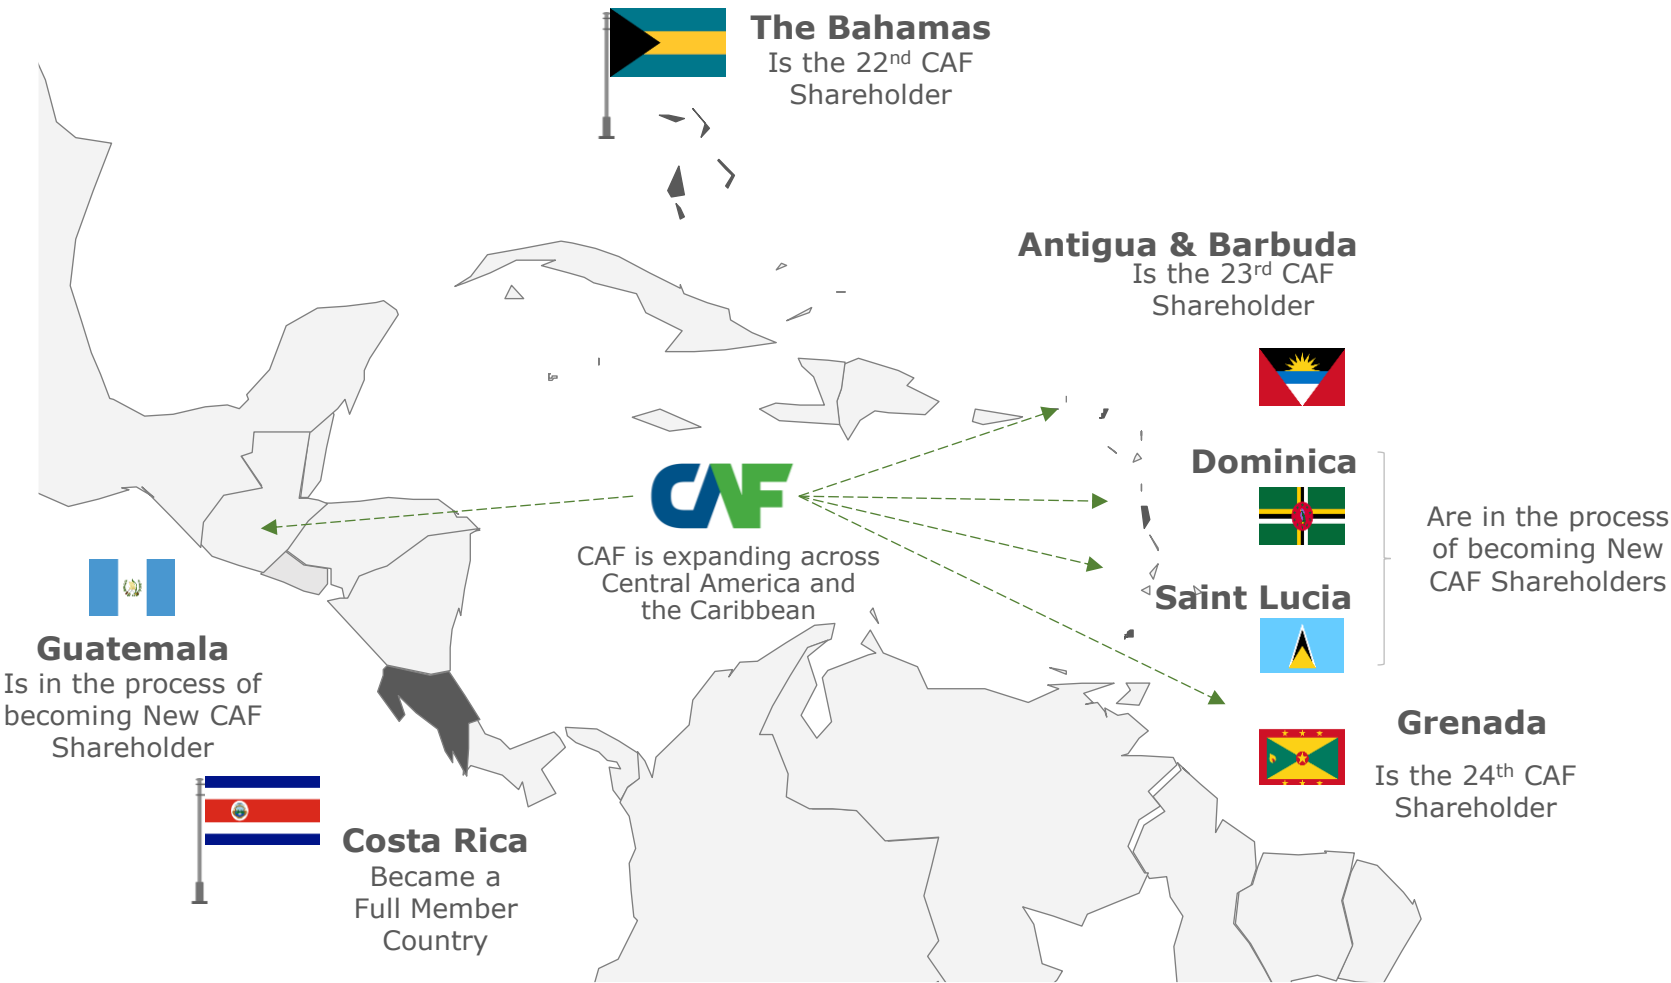 The Bahamas
Is the 22nd CAF
Shareholder
Antigua & Barbuda
Is the 23rd CAF
Shareholder
Dominica
Saint Lucia
Are in the process
of becoming New
CAF Shareholders
CAF
CAF is expanding across
Central America and
the Caribbean
Guatemala
Is in the process of
becoming New CAF
Shareholder
Grenada
Is the 24th CAF
Shareholder
Costa Rica
Became a
Full Member
Country